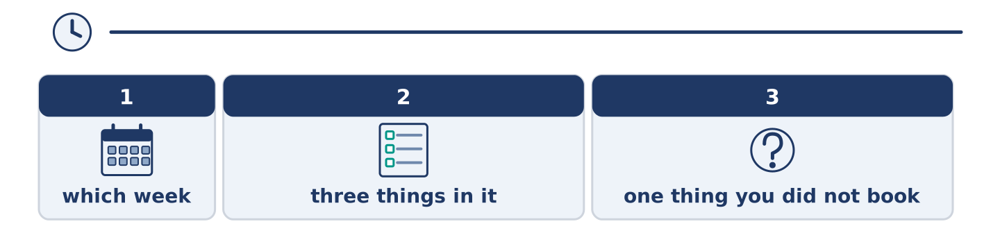 1
2
3
which week
three things in it
one thing you did not book